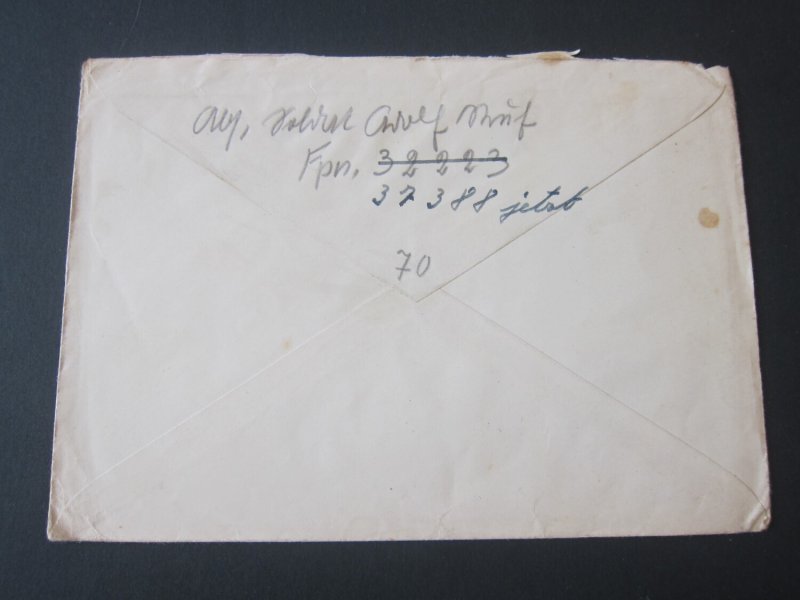 Abs. Soldat Adolf
Fpn. 32223
37388 jetzt
70